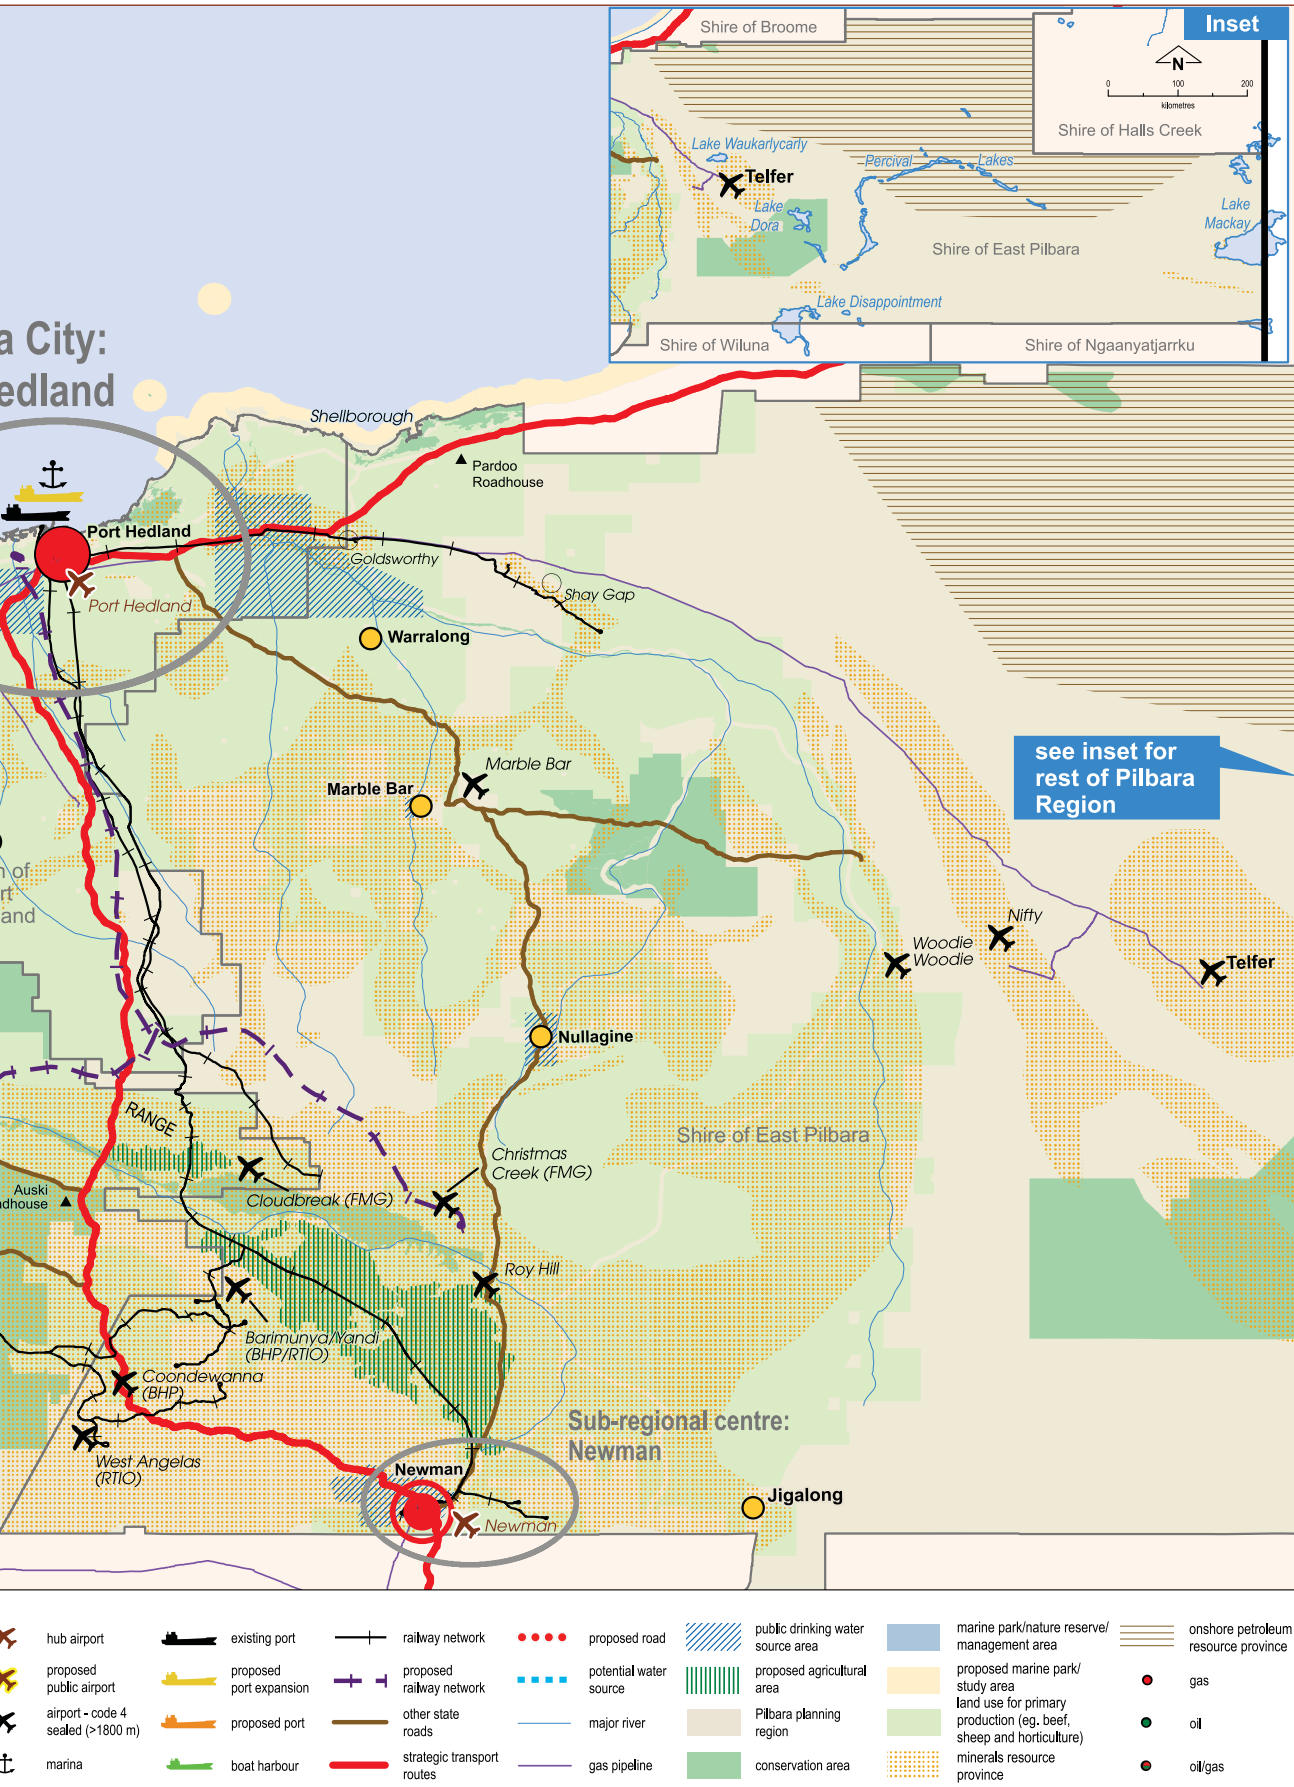 Inset
Shire of Broome
N
0 100 200
kilometres
Shire of Halls Creek
Lake Waukarlycarly
Percival Lakes
Telfer
Lake
Dora
Lake
Mackay
Shire of East Pilbara
Lake Disappointment
Shire of Wiluna
Shire of Ngaanyatjarrku
a City:
edland
Shellborough
Pardoo
Roadhouse
Port Hedland
Goldsworthy
Port Hedland
Shay Gap
Warralong
see inset for
rest of Pilbara
Region
Marble Bar
Marble Bar
n of
rt
and
Nifty
Woodie
Woodie
Telfer
Nullagine
RANGE
Shire of East Pilbara
Christmas
Creek (FMG)
Auski
adhouse
Cloudbreak (FMG)
Roy Hill
Barimunya/Yandi
(BHP/RTIO)
Coondewanna
(BHP)
Sub-regional centre:
Newman
West Angelas
(RTIO)
Newman
Jigalong
Newman
hub airport
proposed
public airport
airport - code 4
sealed (>1800 m)
marina
existing port
proposed
port expansion
proposed port
boat harbour
railway network
proposed
railway network
other state
roads
strategic transport
routes
proposed road
potential water
source
major river
gas pipeline
public drinking water
source area
proposed agricultural
area
Pilbara planning
region
conservation area
marine park/nature reserve/
management area
proposed marine park/
study area
land use for primary
production (eg. beef,
sheep and horticulture)
minerals resource
province
onshore petroleum
resource province
gas
oil
oil/gas